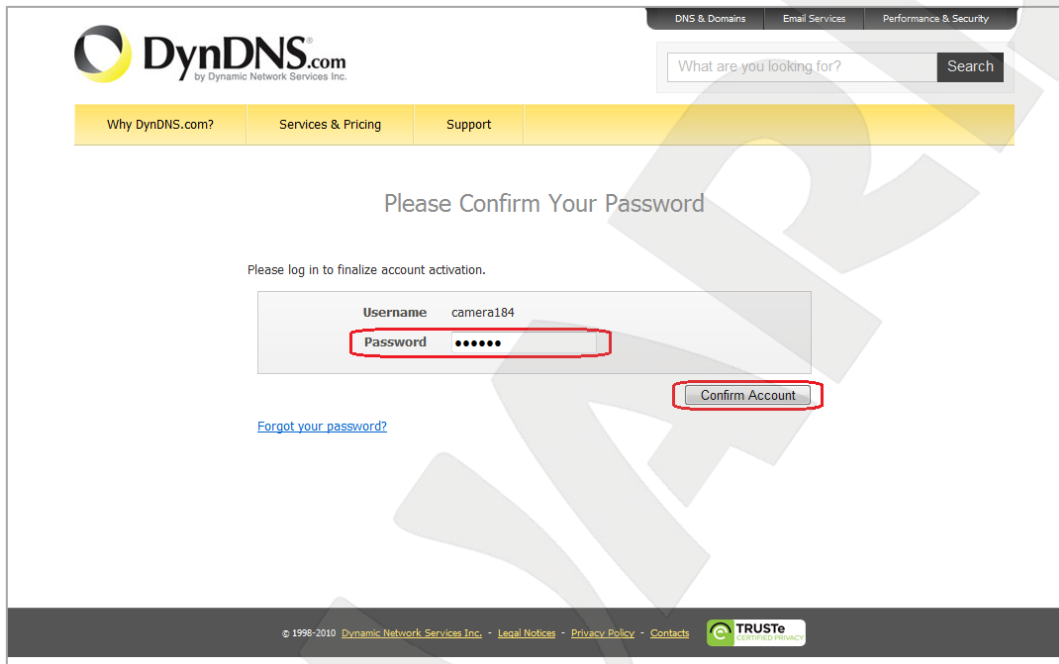 DNS & Domains Email Services Performance & Security
DynDNS®.com
by Dynamic Network Services Inc.
What are you looking for? Search
Why DynDNS.com? Services & Pricing Support
Please Confirm Your Password
Please log in to finalize account activation.
Username camera184
Password ••••••
Confirm Account
Forgot your password?
© 1998-2010 Dynamic Network Services Inc. - Legal Notices - Privacy Policy - Contacts TRUSTe
CERTIFIED PRIVACY